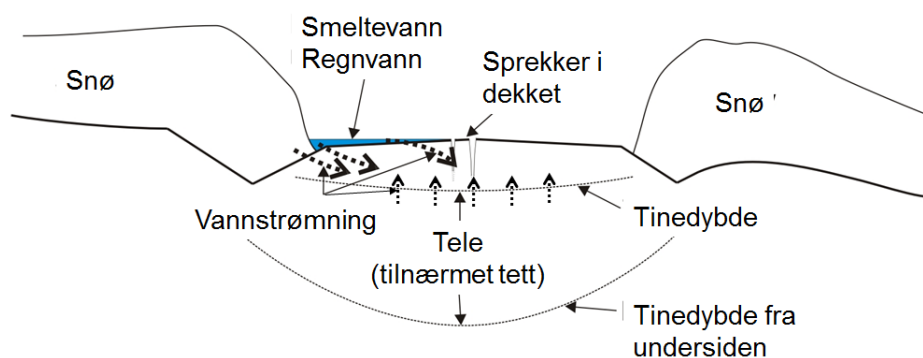 Smeltevann
Regnvann
Snø
Sprekker i
dekket
Snø '
Vannstrømning
Tele
(tilnærmet tett)
Tinedybde
Tinedybde fra
undersiden